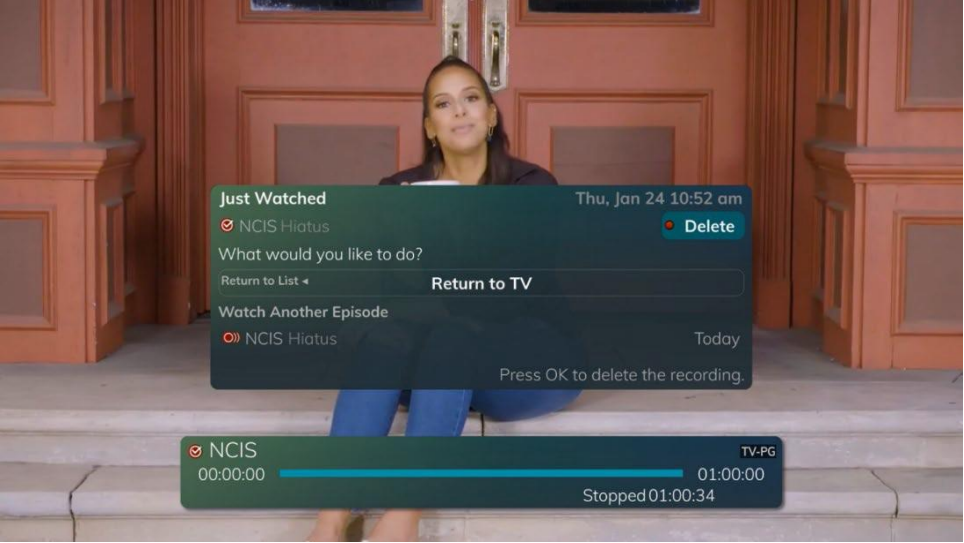 Just Watched Thu, Jan 24 10:52 am
NCIS Hiatus Delete
What would you like to do?
Return to List ◂ Return to TV
Watch Another Episode
NCIS Hiatus Today
Press OK to delete the recording.
NCIS TV-PG
00:00:00 01:00:00
Stopped 01:00:34